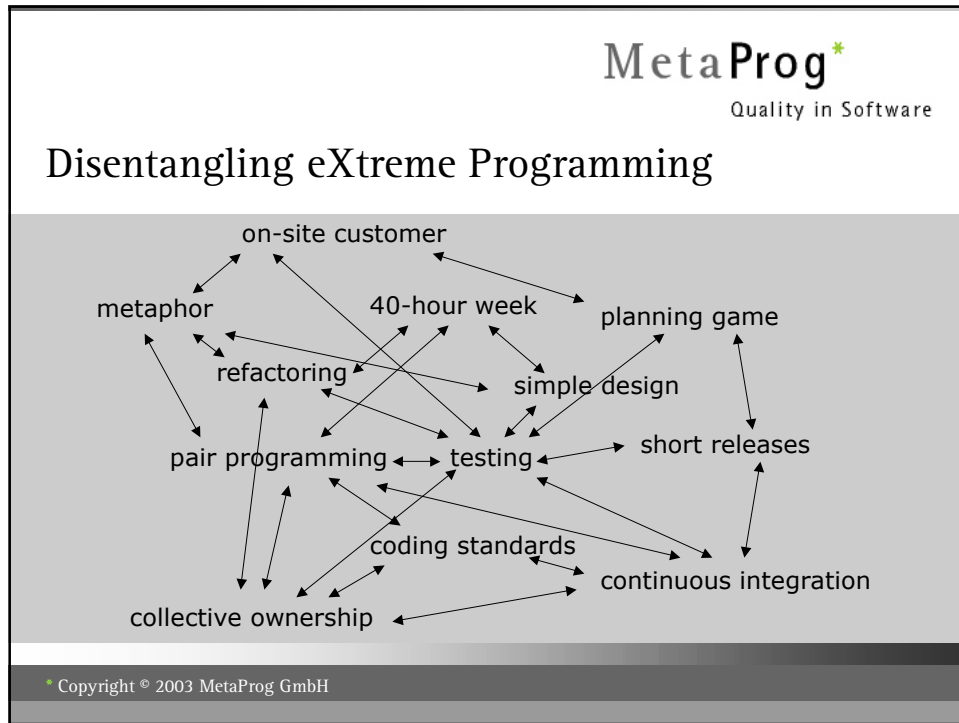 MetaProg*
Quality in Software
Disentangling eXtreme Programming
on-site customer
metaphor
40-hour week
planning game
refactoring
simple design
pair programming
testing
short releases
coding standards
continuous integration
collective ownership
* Copyright © 2003 MetaProg GmbH